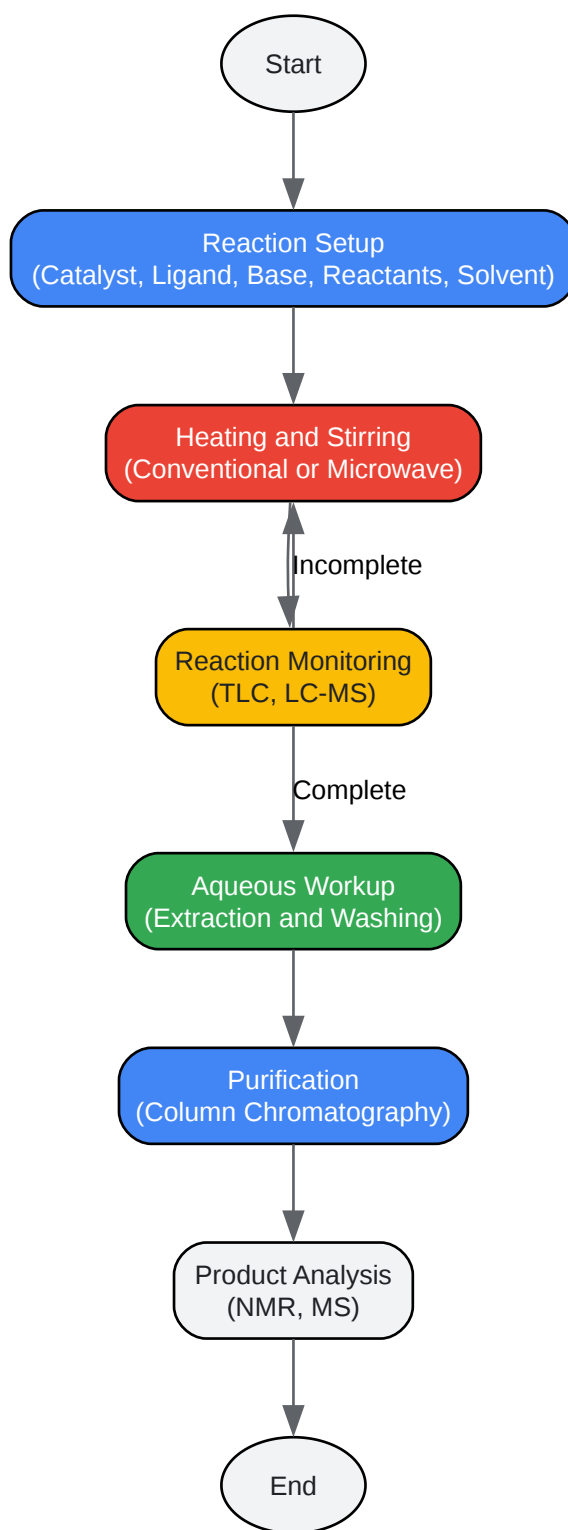 Start
Reaction Setup
(Catalyst, Ligand, Base, Reactants, Solvent)
Heating and Stirring
(Conventional or Microwave)
Incomplete
Reaction Monitoring
(TLC, LC-MS)
Complete
Aqueous Workup
(Extraction and Washing)
Purification
(Column Chromatography)
Product Analysis
(NMR, MS)
End